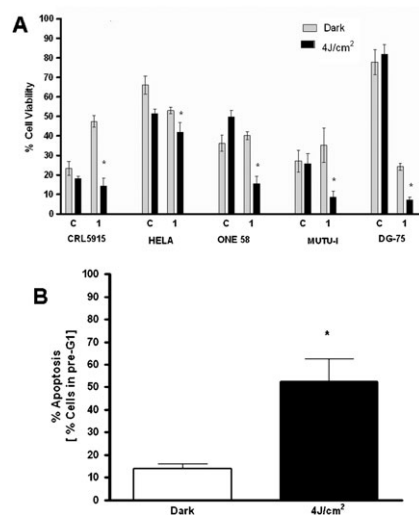 A
Dark
4J/cm²
% Cell Viability
100
90
80
70
60
50
40
30
20
10
0
C 1 C 1 C 1 C 1 C 1
* * * * *
CRL5915 HELA ONE 58 MUTU-I DG-75
B
% Apoptosis
[ % Cells in pre-G1]
100
90
80
70
60
50
40
30
20
10
0
*
Dark 4J/cm²